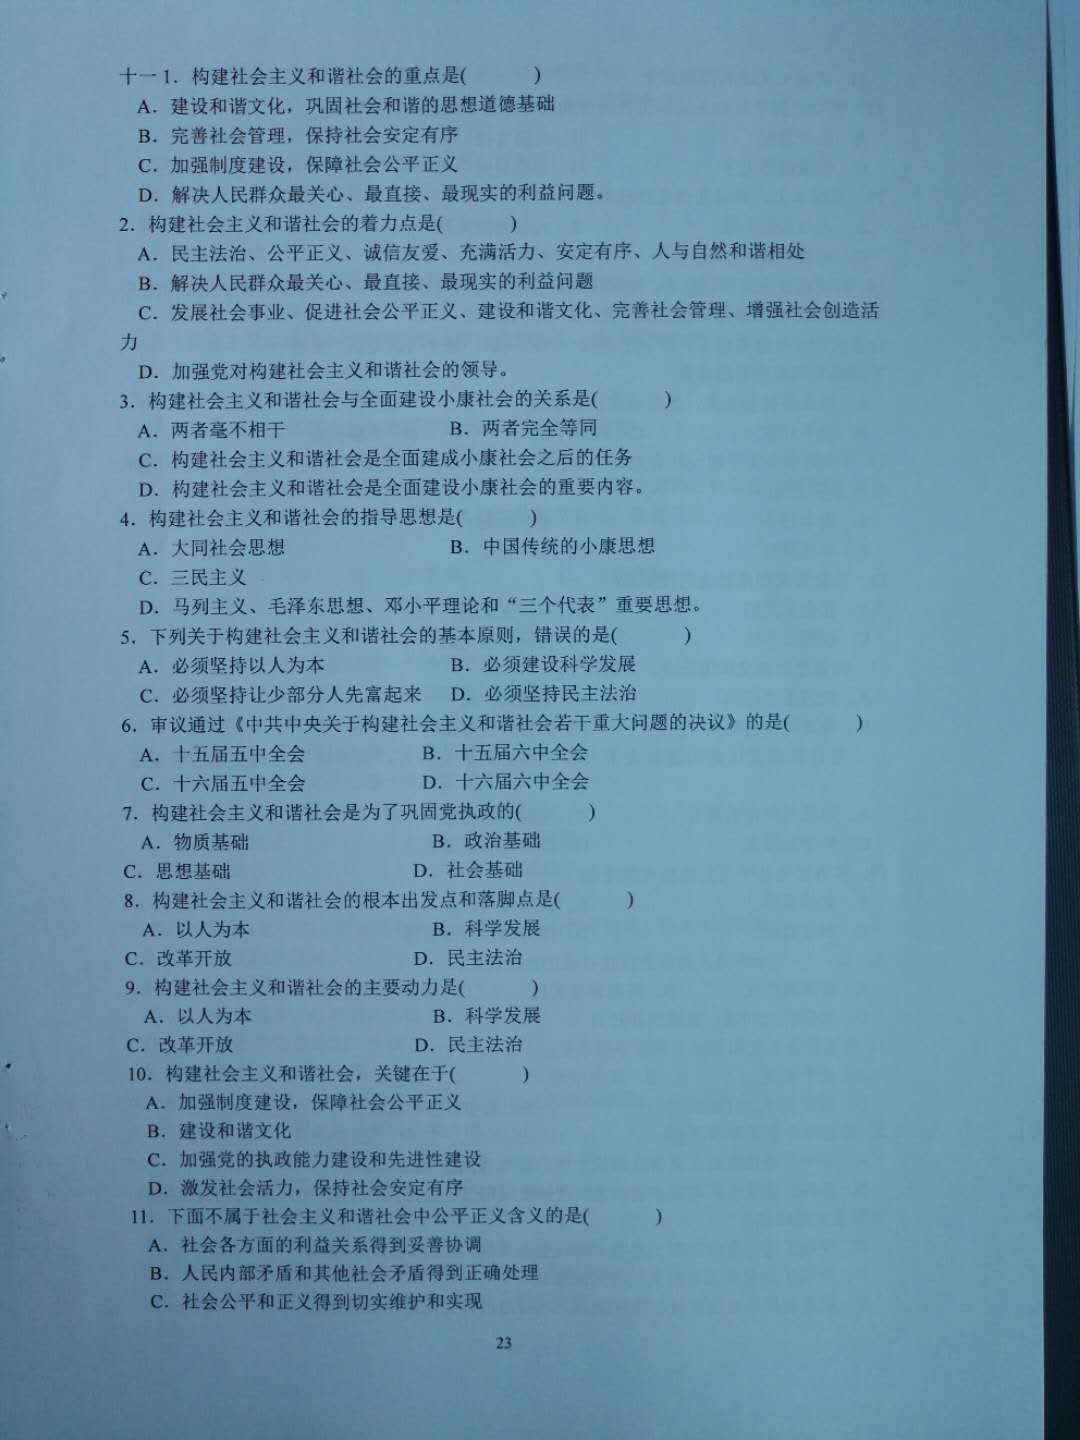 十一 1．构建社会主义和谐社会的重点是(　　　)
A．建设和谐文化，巩固社会和谐的思想道德基础
B．完善社会管理，保持社会安定有序
C．加强制度建设，保障社会公平正义
D．解决人民群众最关心、最直接、最现实的利益问题。
2．构建社会主义和谐社会的着力点是(　　　)
A．民主法治、公平正义、诚信友爱、充满活力、安定有序、人与自然和谐相处
B．解决人民群众最关心、最直接、最现实的利益问题
C．发展社会事业、促进社会公平正义、建设和谐文化、完善社会管理、增强社会创造活
力
D．加强党对构建社会主义和谐社会的领导。
3．构建社会主义和谐社会与全面建设小康社会的关系是(　　　)
A．两者毫不相干　　　B．两者完全等同
C．构建社会主义和谐社会是全面建成小康社会之后的任务
D．构建社会主义和谐社会是全面建设小康社会的重要内容。
4．构建社会主义和谐社会的指导思想是(　　　)
A．大同社会思想　　　B．中国传统的小康思想
C．三民主义
D．马列主义、毛泽东思想、邓小平理论和“三个代表”重要思想。
5．下列关于构建社会主义和谐社会的基本原则，错误的是(　　　)
A．必须坚持以人为本　　　B．必须建设科学发展
C．必须坚持让少部分人先富起来　D．必须坚持民主法治
6．审议通过《中共中央关于构建社会主义和谐社会若干重大问题的决议》的是(　　　)
A．十五届五中全会　　　B．十五届六中全会
C．十六届五中全会　　　D．十六届六中全会
7．构建社会主义和谐社会是为了巩固党执政的(　　　)
A．物质基础　　　B．政治基础
C．思想基础　　　D．社会基础
8．构建社会主义和谐社会的根本出发点和落脚点是(　　　)
A．以人为本　　　B．科学发展
C．改革开放　　　D．民主法治
9．构建社会主义和谐社会的主要动力是(　　　)
A．以人为本　　　B．科学发展
C．改革开放　　　D．民主法治
10．构建社会主义和谐社会，关键在于(　　　)
A．加强制度建设，保障社会公平正义
B．建设和谐文化
C．加强党的执政能力建设和先进性建设
D．激发社会活力，保持社会安定有序
11．下面不属于社会主义和谐社会中公平正义含义的是(　　　)
A．社会各方面的利益关系得到妥善协调
B．人民内部矛盾和其他社会矛盾得到正确处理
C．社会公平和正义得到切实维护和实现
23